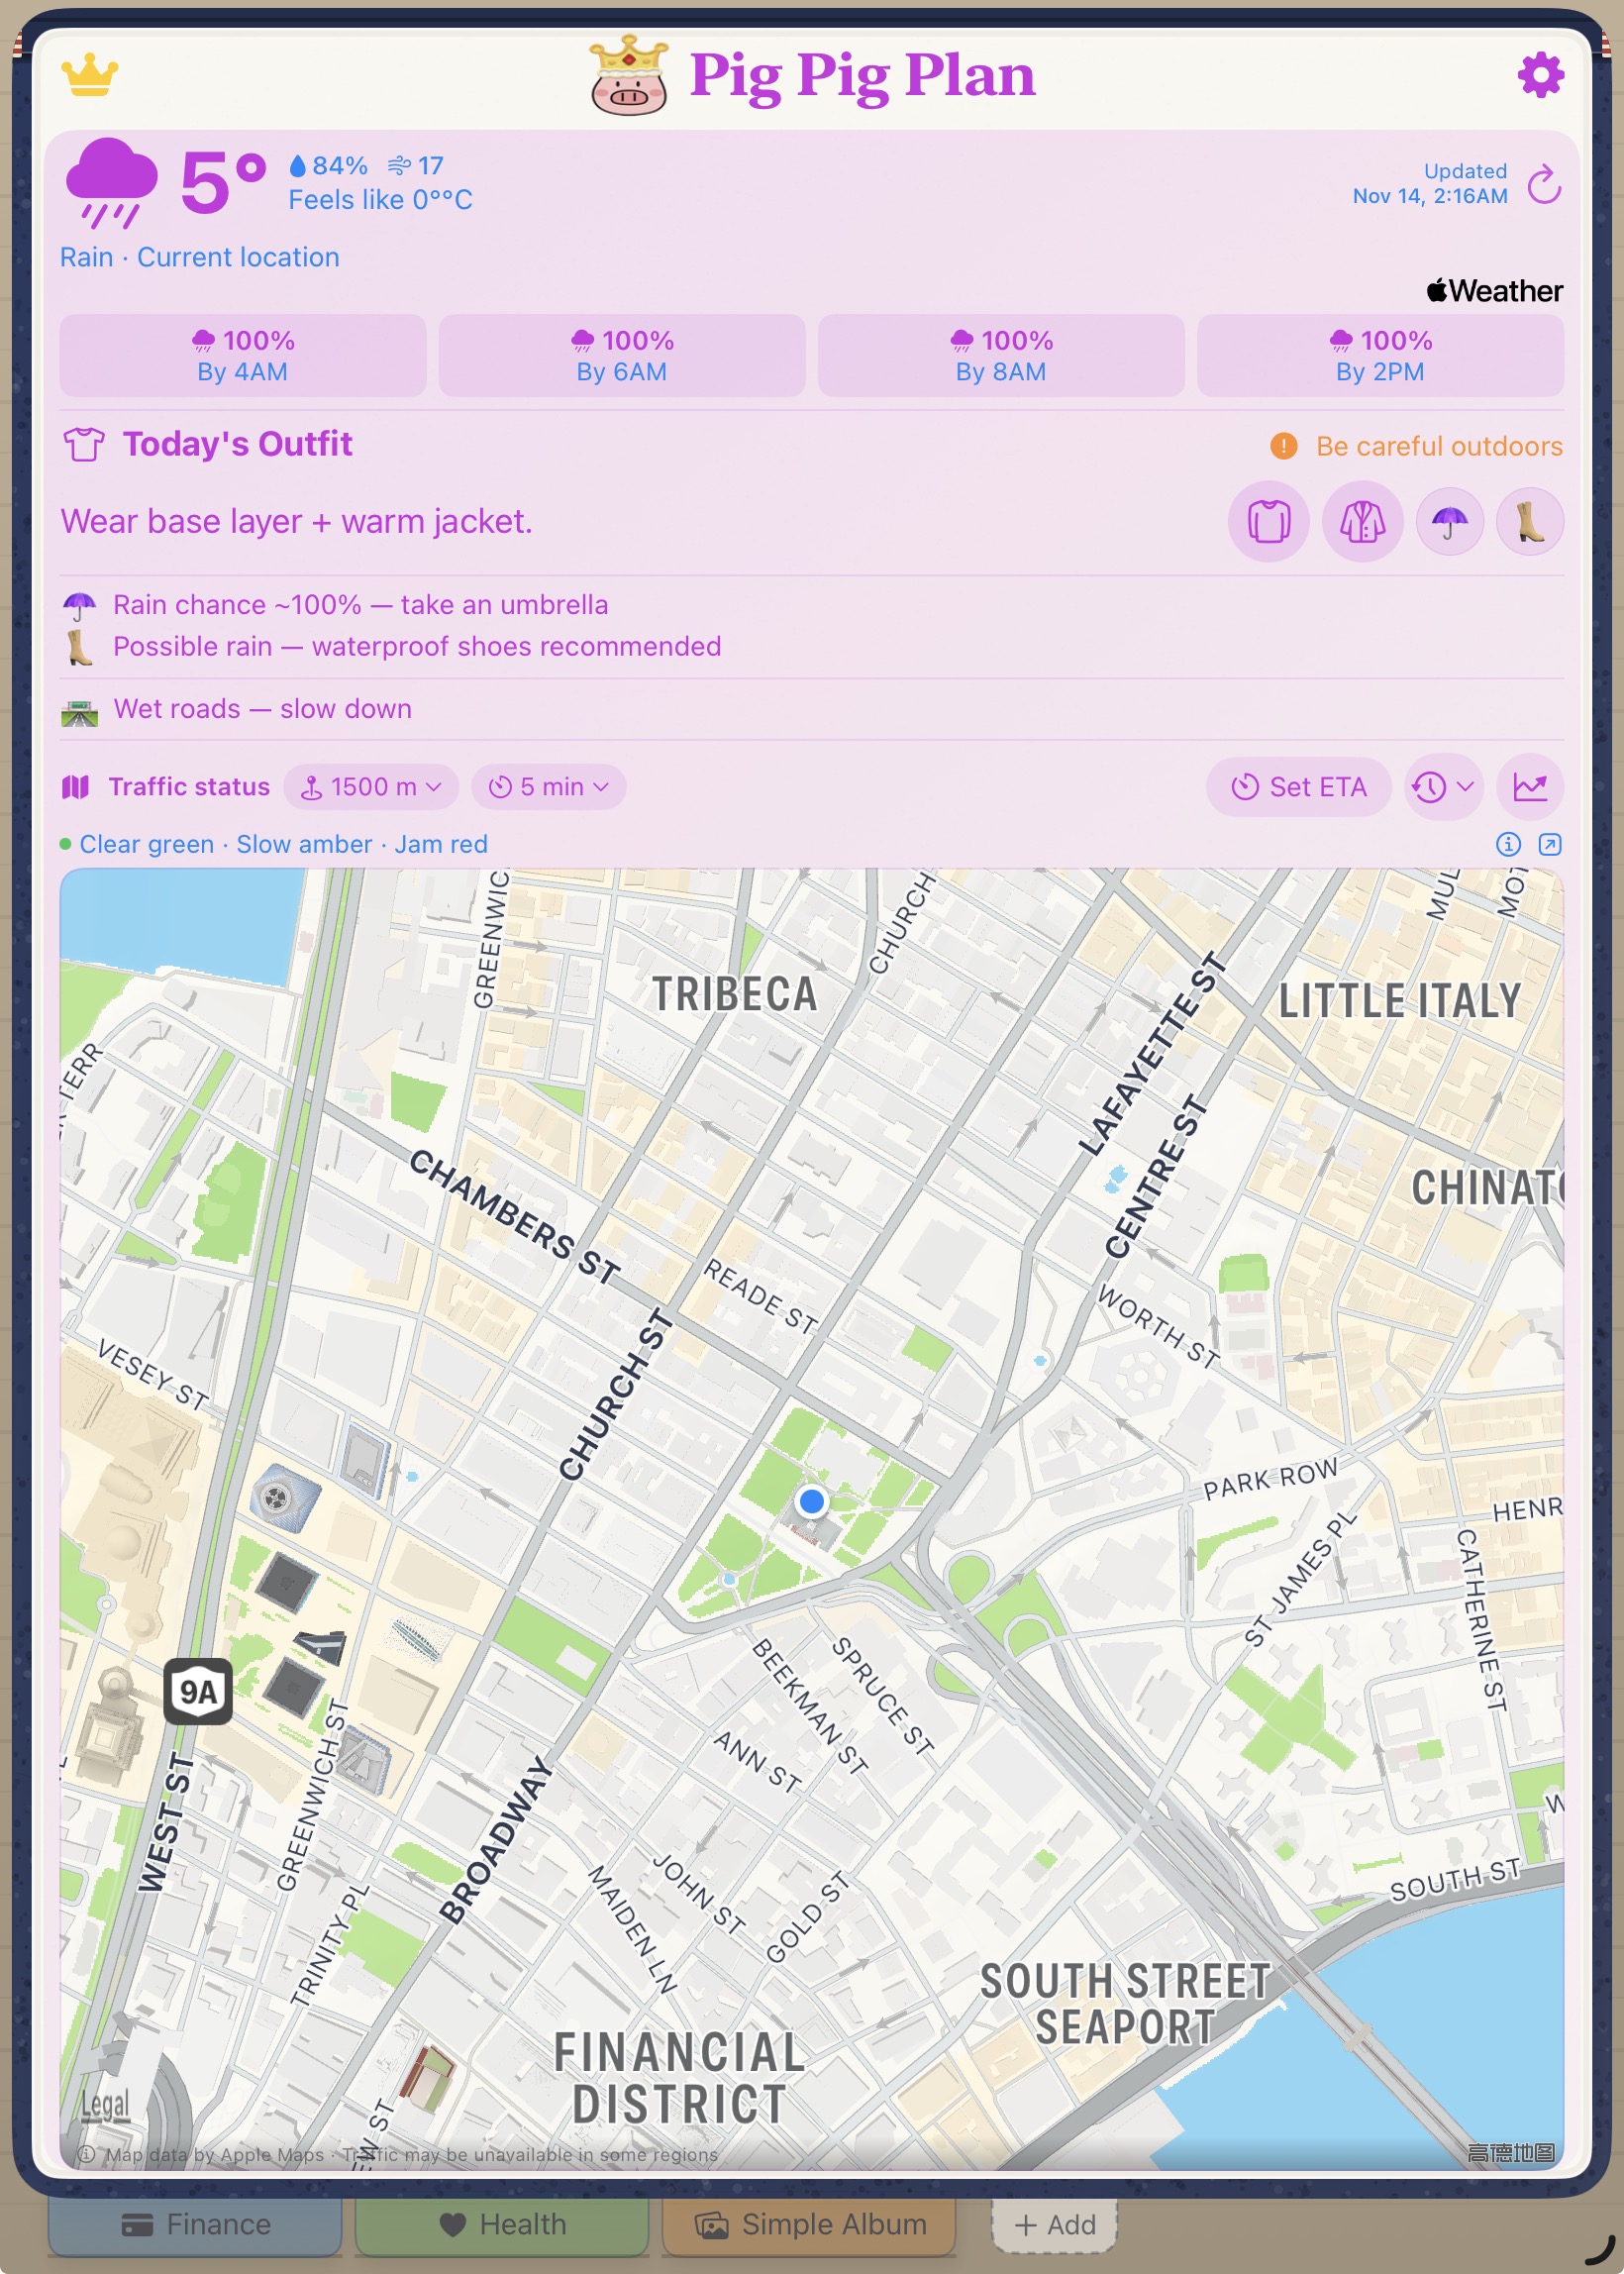 Pig Pig Plan
5°
84% 17
Feels like 0°°C
Updated
Nov 14, 2:16AM
Rain · Current location
Weather
100%
By 4AM
100%
By 6AM
100%
By 8AM
100%
By 2PM
Today's Outfit
Be careful outdoors
Wear base layer + warm jacket.
Rain chance ~100% — take an umbrella
Possible rain — waterproof shoes recommended
Wet roads — slow down
Traffic status
1500 m
5 min
Set ETA
Clear green · Slow amber · Jam red
GREENWIC
CHURCH
MUL
MOT
TRIBECA
LITTLE ITALY
LAFAYETTE ST
TERR
CENTRE ST
CHAMBERS ST
CHINATO
READE ST
WORTH ST
VESEY ST
CHURCH ST
PARK ROW
HENR
ST JAMES PL
CATHERINE ST
9A
BEEKMAN ST
SPRUCE ST
ANN ST
WEST ST
GREENWICH ST
BROADWAY
W
JOHN ST
GOLD ST
MAIDEN LN
TRINITY PL
SOUTH ST
SOUTH STREET
SEAPORT
FINANCIAL
DISTRICT
EW ST
Legal
Map data by Apple Maps · Traffic may be unavailable in some regions
高德地图
Finance
Health
Simple Album
+ Add